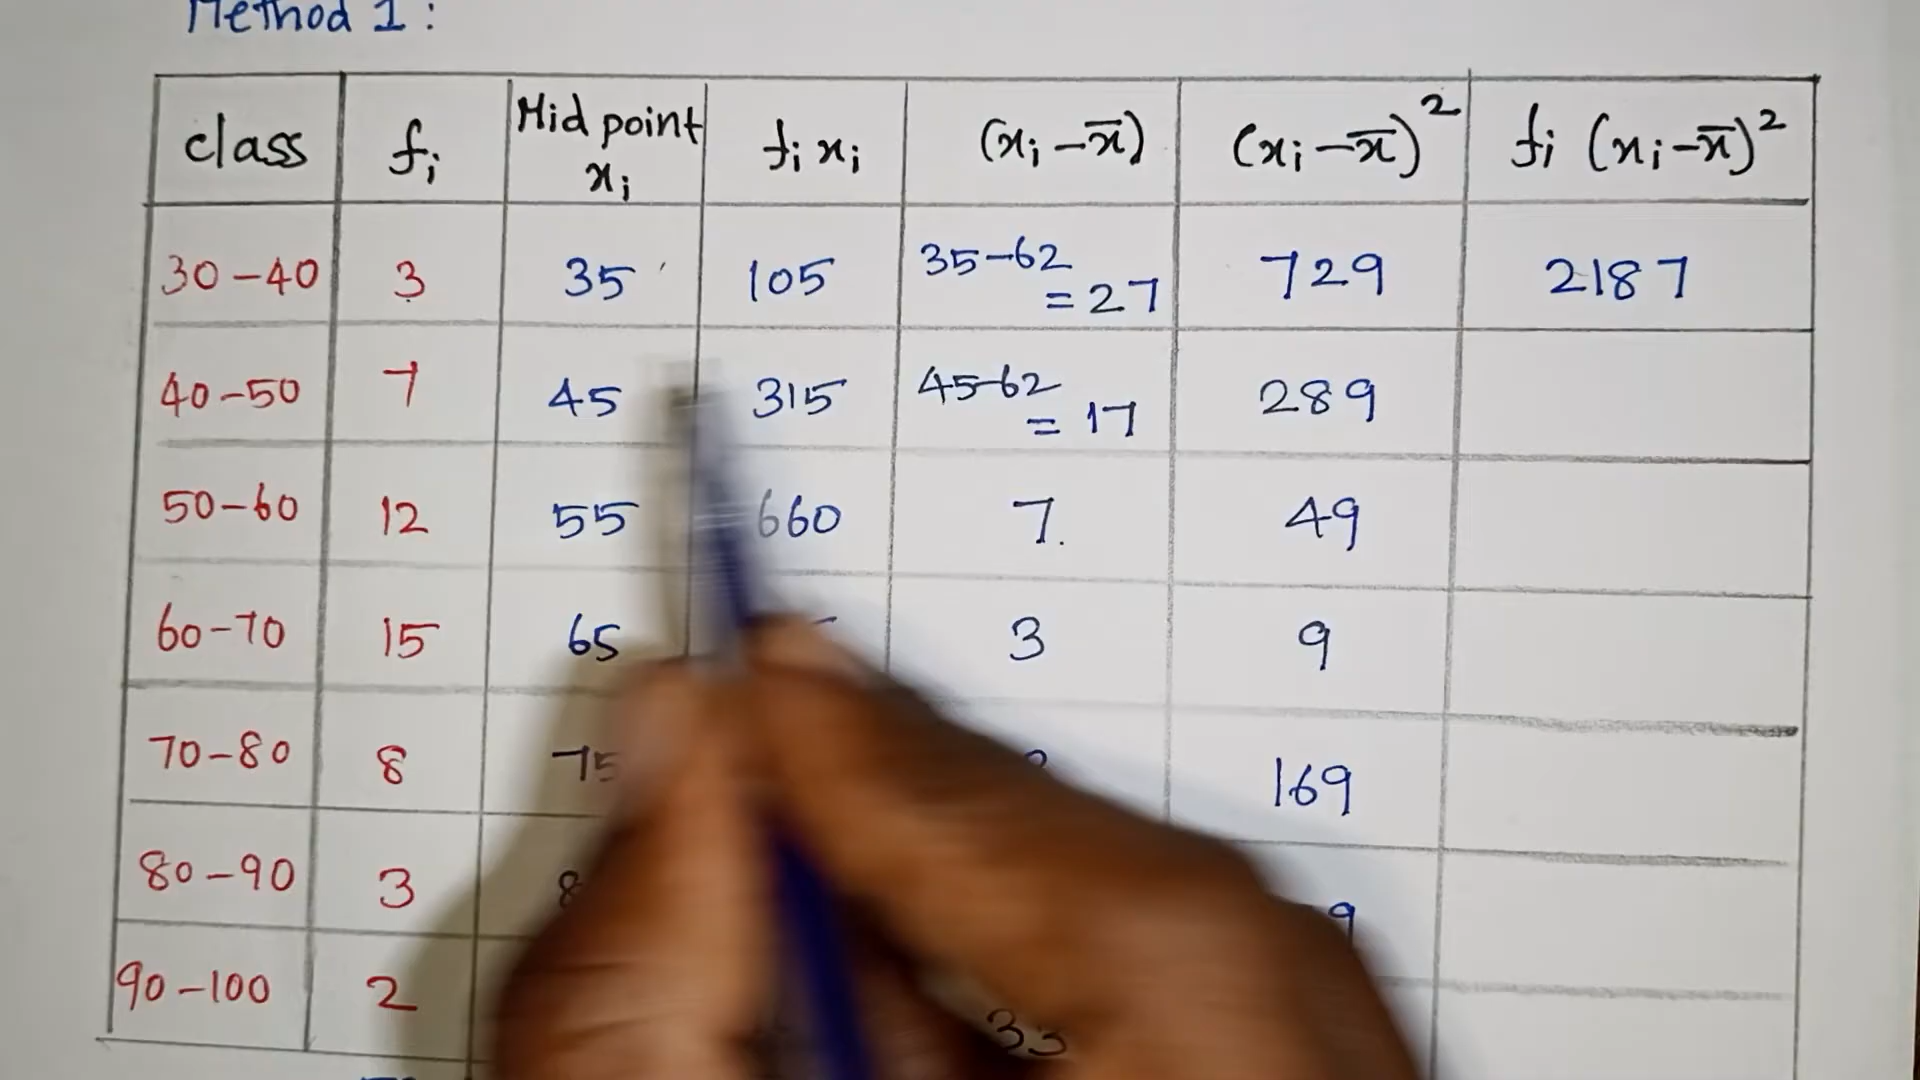 Method 1 :
class fi Mid point xi fi xi (xi - x̄) (xi - x̄)² fi (xi - x̄)²
30 - 40 3 35 105 35 - 62 = 27 729 2187
40 - 50 7 45 315 45 - 62 = 17 289
50 - 60 12 55 660 7 49
60 - 70 15 65 3 9
70 - 80 8 75 169
80 - 90 3
90 - 100 2 33